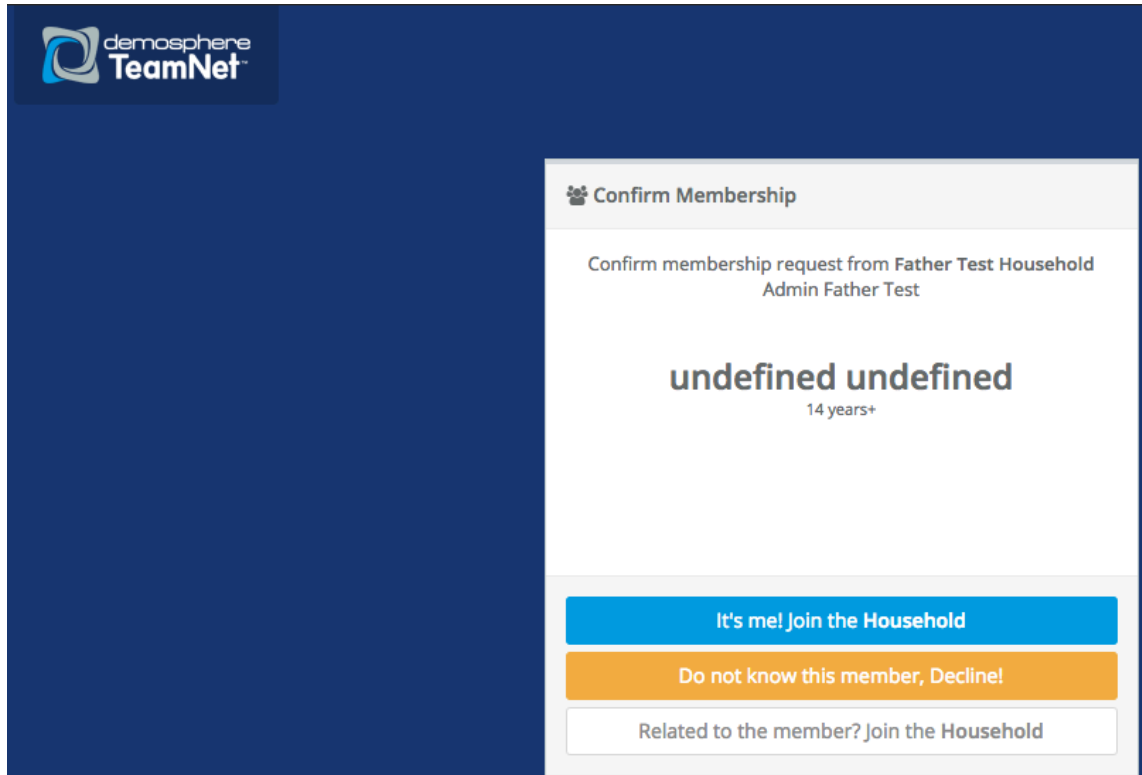 demosphere
TeamNet™
Confirm Membership
Confirm membership request from Father Test Household
Admin Father Test
undefined undefined
14 years+
It's me! Join the Household
Do not know this member, Decline!
Related to the member? Join the Household